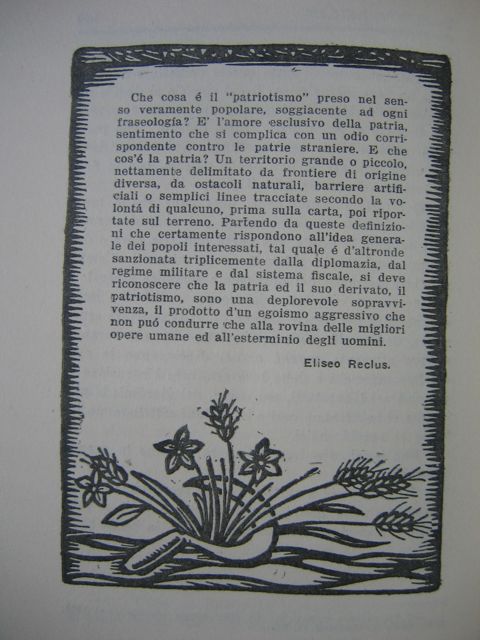 Che cosa é il "patriotismo" preso nel sen-
so veramente popolare, soggiacente ad ogni
fraseologia? E' l'amore esclusivo della patria,
sentimento che si complica con un odio corri-
spondente contro le patrie straniere. E che
cos'é la patria? Un territorio grande o piccolo,
nettamente delimitato da frontiere di origine
diversa, da ostacoli naturali, barriere artifi-
ciali o semplici linee tracciate secondo la vo-
lontá di qualcuno, prima sulla carta, poi ripor-
tate sul terreno. Partendo da queste definizio-
ni che certamente rispondono all'idea genera-
le dei popoli interessati, tal quale é d'altronde
sanzionata triplicemente dalla diplomazia, dal
regime militare e dal sistema fiscale, si deve
riconoscere che la patria ed il suo derivato, il
patriotismo, sono una deplorevole sopravvi-
venza, il prodotto d'un egoismo aggressivo che
non puó condurre che alla rovina delle migliori
opere umane ed all'esterminio degli uomini.
Eliseo Reclus.